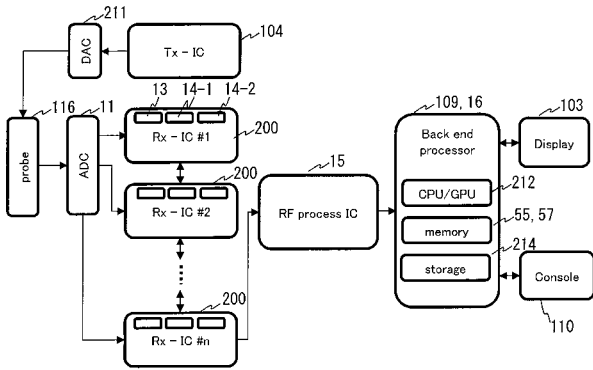 211
DAC
Tx - IC
104
116
probe
11
ADC
13
14-1
14-2
Rx - IC #1
200
200
Rx - IC #2
200
Rx - IC #n
15
RF process IC
109, 16
Back end
processor
CPU/GPU
212
55, 57
memory
214
storage
103
Display
Console
110